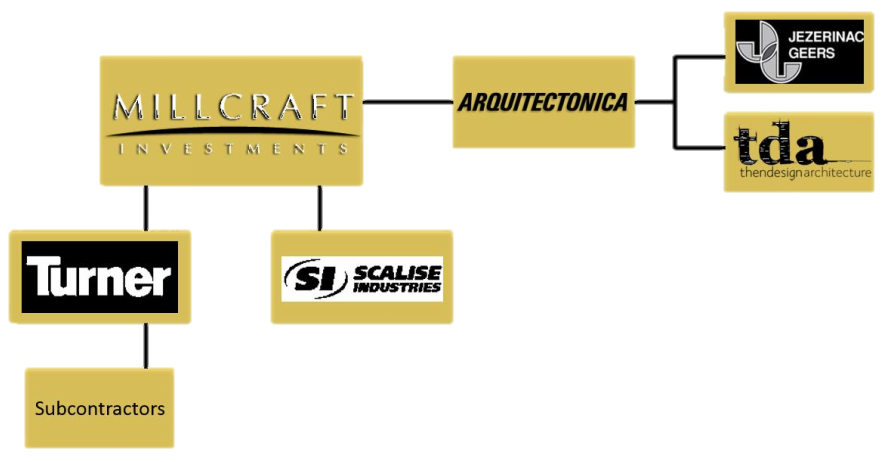 MILLCRAFT
INVESTMENTS
ARQUITECTONICA
JEZERINAC
GEERS
tda
thendesignarchitecture
Turner
SI SCALISE
INDUSTRIES
Subcontractors